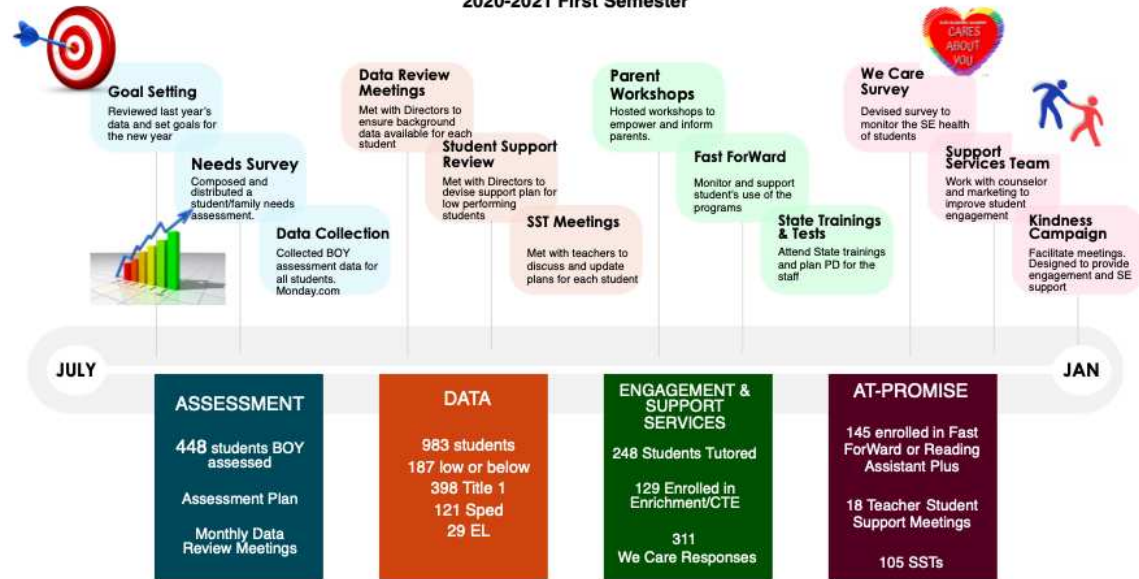 2020-2021 First Semester
CARES
ABOUT
YOU
Goal Setting
Reviewed last year's
data and set goals for
the new year
Needs Survey
Composed and
distributed a
student/family needs
assessment.
Data Collection
Collected BOY
assessment data for
all students.
Monday.com
Data Review
Meetings
Met with Directors to
ensure background
data available for each
student
Student Support
Review
Met with Directors to
devise support plan for
low performing
students
SST Meetings
Met with teachers to
discuss and update
plans for each student
Parent
Workshops
Hosted workshops to
empower and inform
parents.
Fast ForWard
Monitor and support
student's use of the
programs
State Trainings
& Tests
Attend State trainings
and plan PD for the
staff
We Care
Survey
Devised survey to
monitor the SE health
of students
Support
Services Team
Work with counselor
and marketing to
improve student
engagement
Kindness
Campaign
Facilitate meetings.
Designed to provide
engagement and SE
support
JULY
JAN
ASSESSMENT
448 students BOY
assessed
Assessment Plan
Monthly Data
Review Meetings
DATA
983 students
187 low or below
398 Title 1
121 Sped
29 EL
ENGAGEMENT &
SUPPORT
SERVICES
248 Students Tutored
129 Enrolled in
Enrichment/CTE
311
We Care Responses
AT-PROMISE
145 enrolled in Fast
ForWard or Reading
Assistant Plus
18 Teacher Student
Support Meetings
105 SSTs